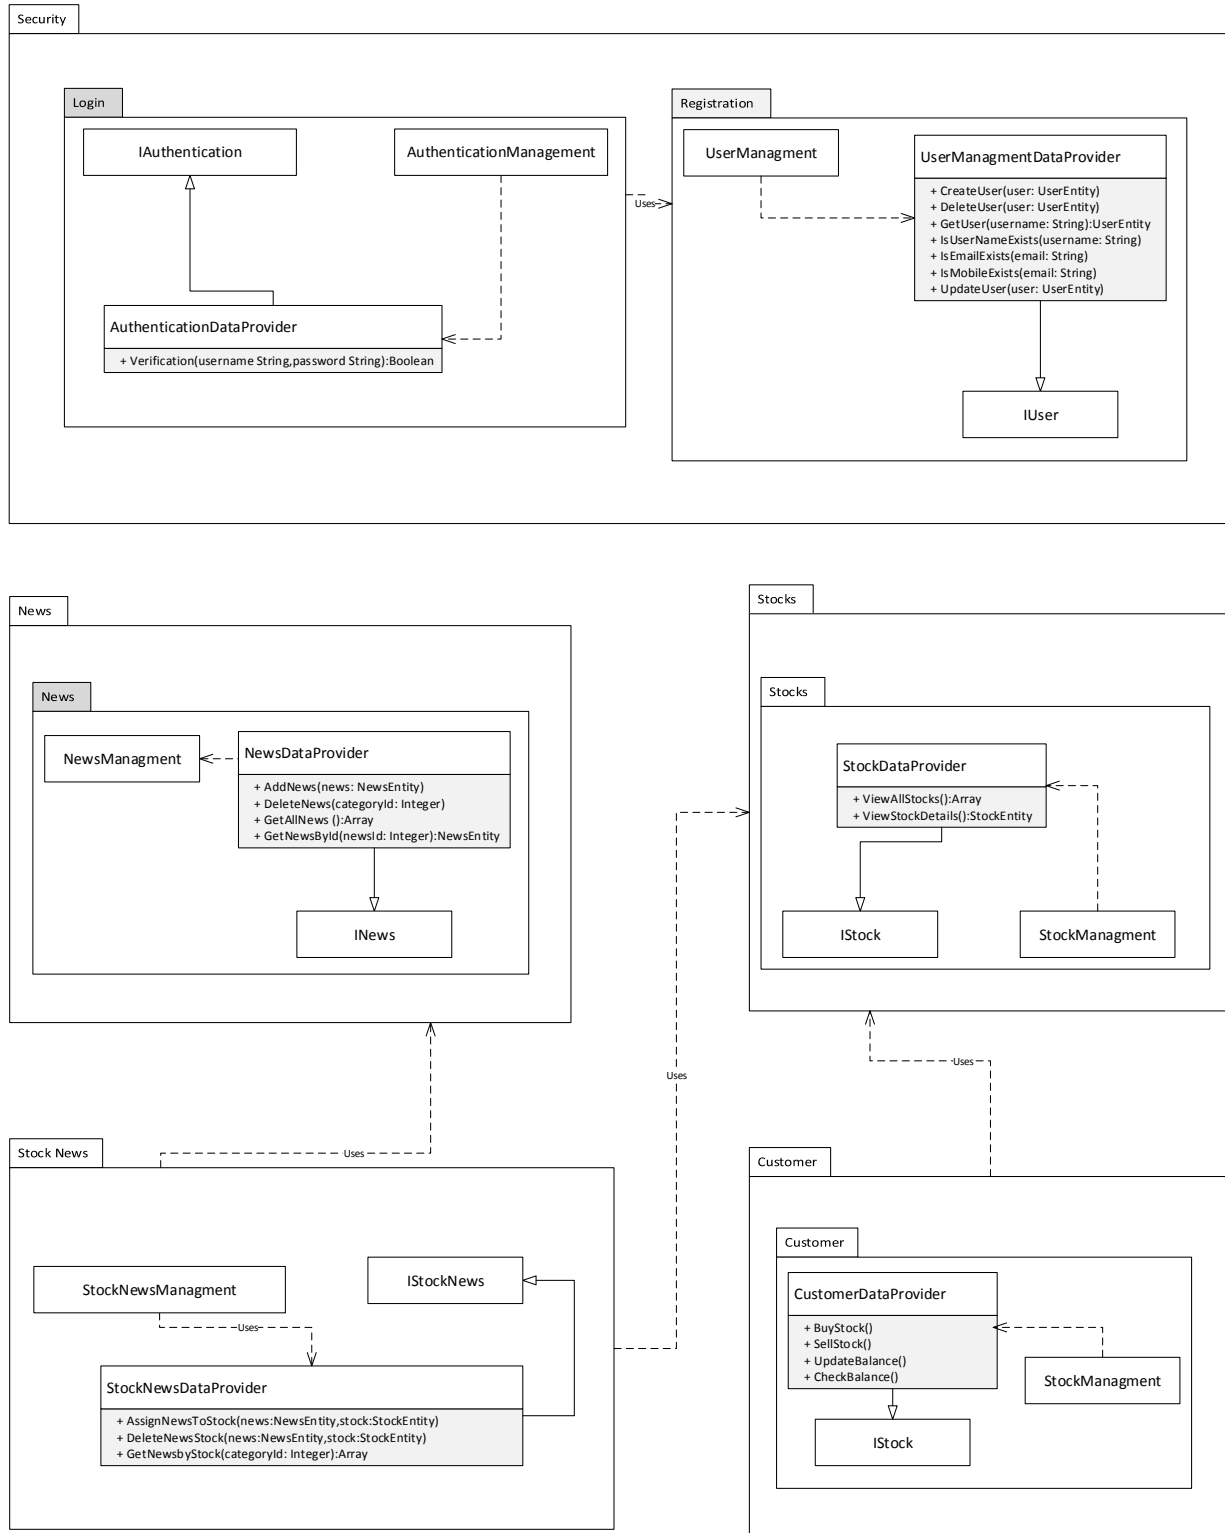 Security
Login
IAuthentication
AuthenticationManagement
AuthenticationDataProvider
+ Verification(username String,password String):Boolean
Uses
Registration
UserManagment
UserManagmentDataProvider
+ CreateUser(user: UserEntity)
+ DeleteUser(user: UserEntity)
+ GetUser(username: String):UserEntity
+ IsUserNameExists(username: String)
+ IsEmailExists(email: String)
+ IsMobileExists(email: String)
+ UpdateUser(user: UserEntity)
IUser
News
News
NewsManagment
NewsDataProvider
+ AddNews(news: NewsEntity)
+ DeleteNews(categoryId: Integer)
+ GetAllNews ():Array
+ GetNewsById(newsId: Integer):NewsEntity
INews
Stocks
Stocks
StockDataProvider
+ ViewAllStocks():Array
+ ViewStockDetails():StockEntity
IStock
StockManagment
Uses
Uses
Uses
Stock News
StockNewsManagment
IStockNews
Uses
StockNewsDataProvider
+ AssignNewsToStock(news:NewsEntity,stock:StockEntity)
+ DeleteNewsStock(news:NewsEntity,stock:StockEntity)
+ GetNewsbyStock(categoryId: Integer):Array
Customer
Customer
CustomerDataProvider
+ BuyStock()
+ SellStock()
+ UpdateBalance()
+ CheckBalance()
StockManagment
IStock